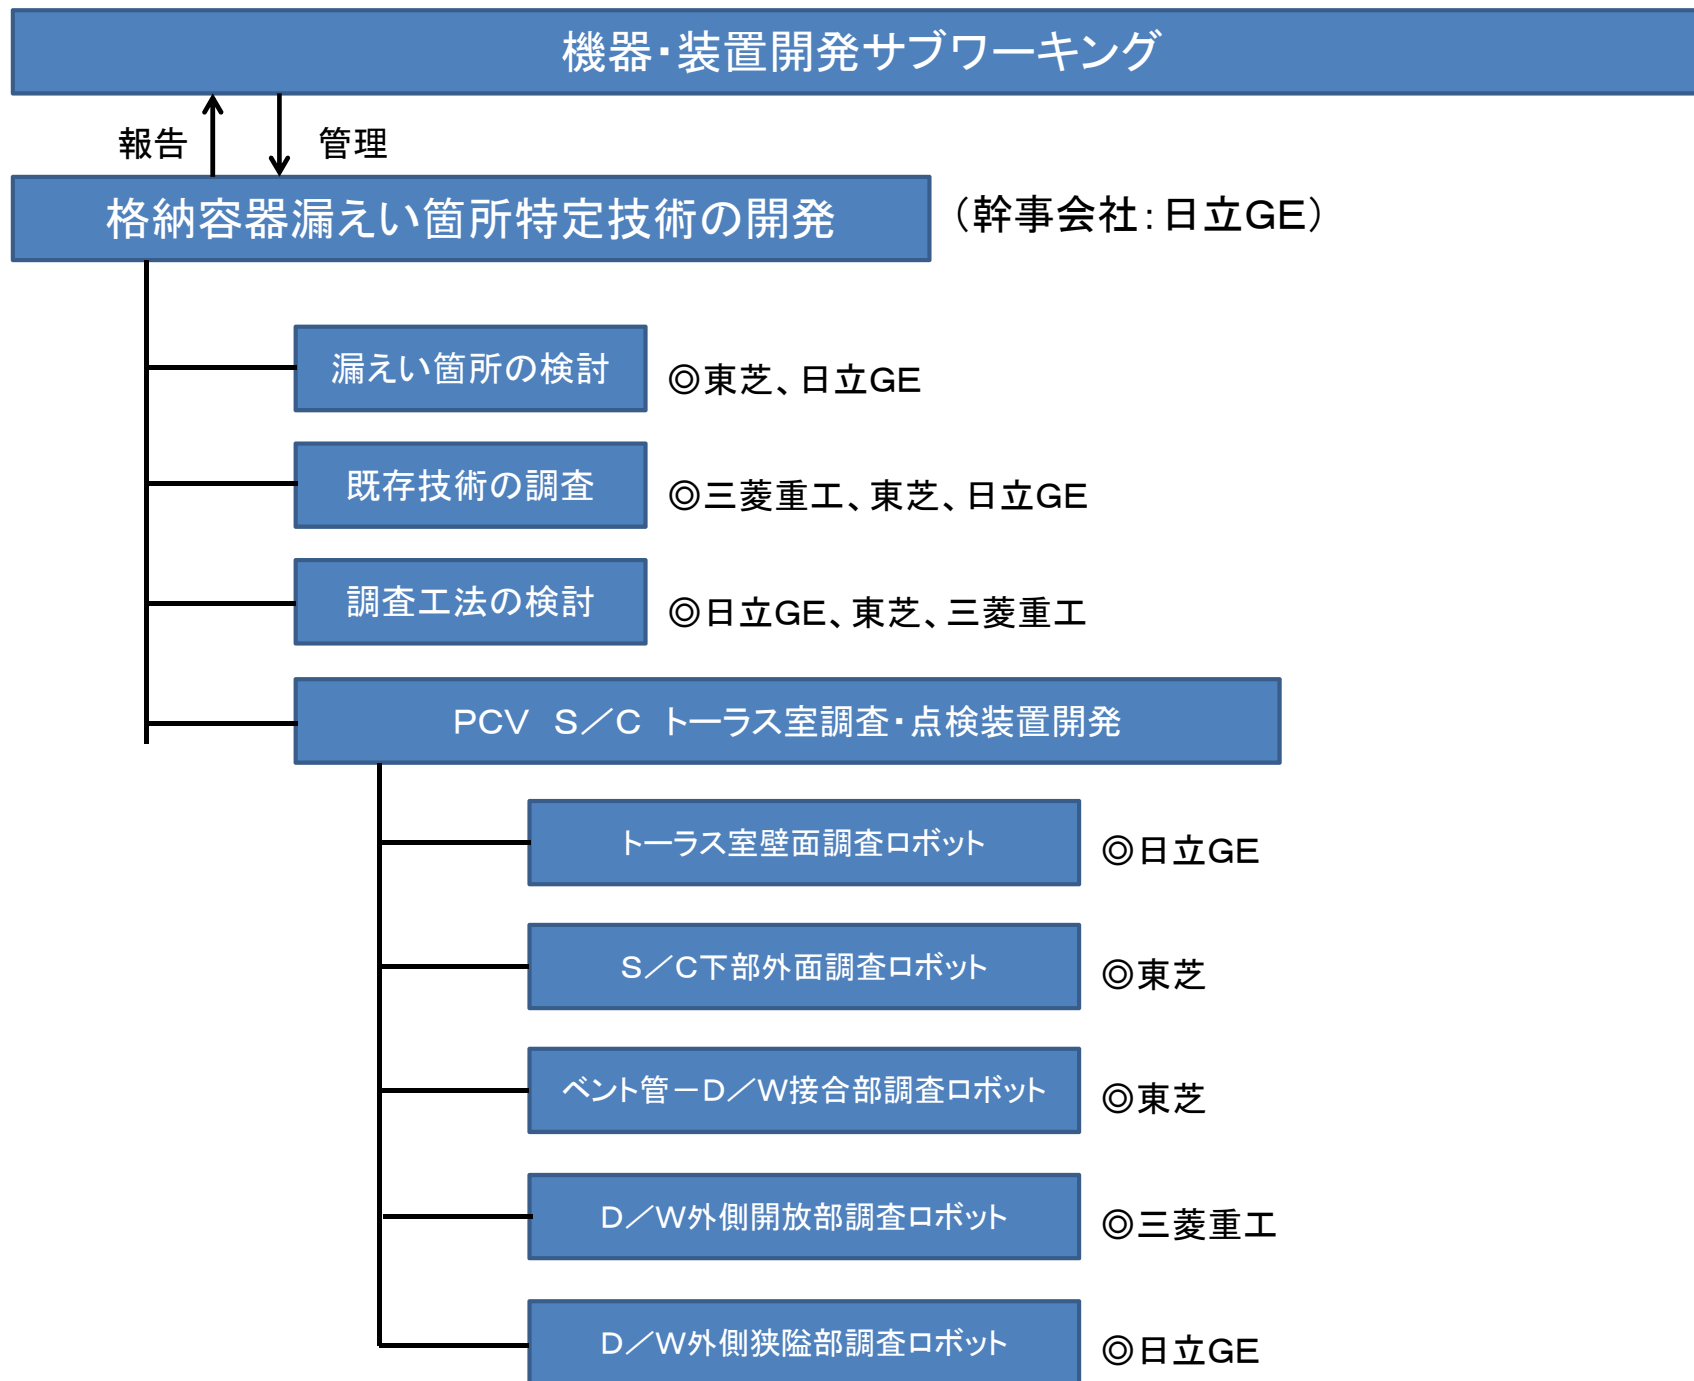 機器・装置開発サブワーキング
報告
管理
格納容器漏えい箇所特定技術の開発
（幹事会社：日立GE）
漏えい箇所の検討
◎東芝、日立GE
既存技術の調査
◎三菱重工、東芝、日立GE
調査工法の検討
◎日立GE、東芝、三菱重工
PCV　S／C　トーラス室調査・点検装置開発
トーラス室壁面調査ロボット
◎日立GE
S／C下部外面調査ロボット
◎東芝
ベント管－D／W接合部調査ロボット
◎東芝
D／W外側開放部調査ロボット
◎三菱重工
D／W外側狭隘部調査ロボット
◎日立GE